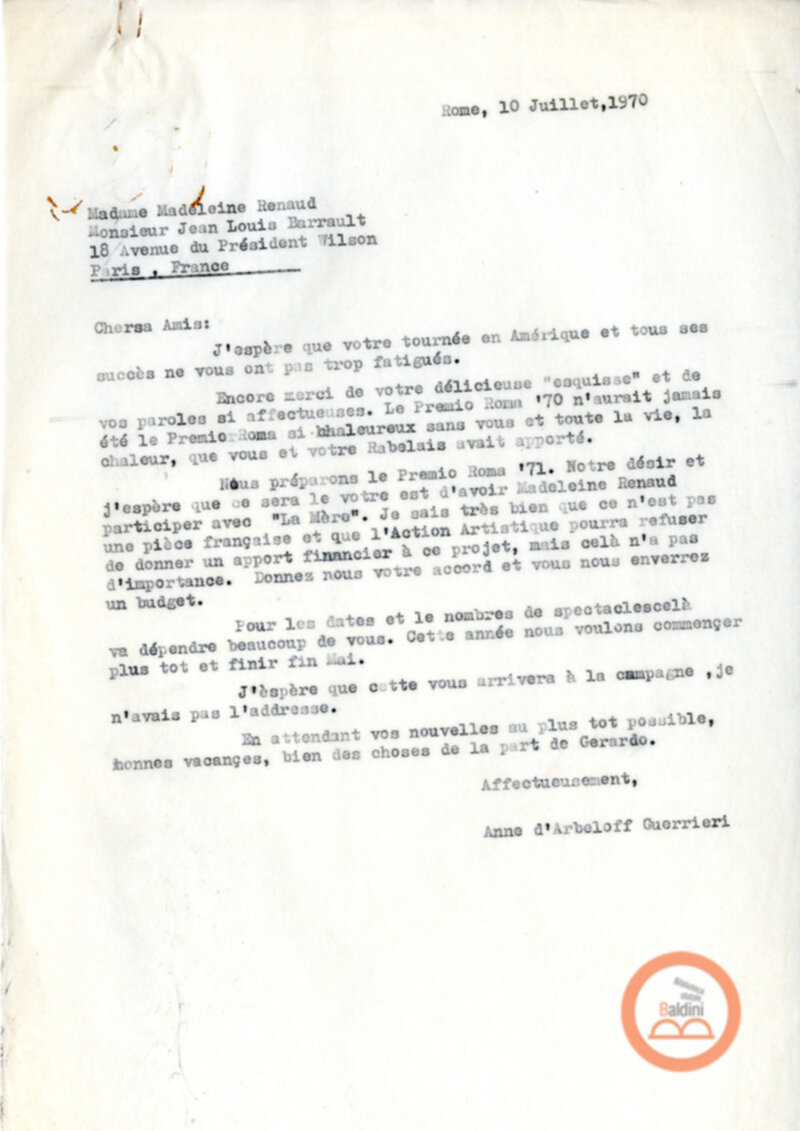 Rome, 10 Juillet,1970
Madame Madeleine Renaud
Monsieur Jean Louis Barrault
18 Avenue du Président Wilson
Paris , France
Chersa Amis:
J'espère que votre tournée en Amérique et tous ses
succès ne vous ont pas trop fatigués.
Encore merci de votre délicieuse "esquisse" et de
vos paroles si affectueuses. Le Premio Roma '70 n'aurait jamais
été le Premio Roma si bhaleureux sans vous et toute la vie, la
chaleur, que vous et votre Rabelais avait apporté.
Nous préparons le Premio Roma '71. Notre désir et
j'espère que ce sera le votre est d'avoir Madeleine Renaud
participer avec "La Mère". Je sais très bien que ce n'est pas
une pièce française et que l'Action Artistique pourra refuser
de donner un apport financier à ce projet, mais celà n'a pas
d'importance. Donnez nous votre accord et vous nous enverrez
un budget.
Pour les dates et le nombres de spectaclescelà
va dépendre beaucoup de vous. Cette année nous voulons commençer
plus tot et finir fin Mai.
J'èspère que cette vous arrivera à la campagne ,je
n'avais pas l'addresse.
En attendant vos nouvelles au plus tot possible,
bonnes vacançes, bien des choses de la part de Gerardo.
Affectueusement,
Anne d'Arbeloff Guerrieri
Biblioteca
statale
Baldini